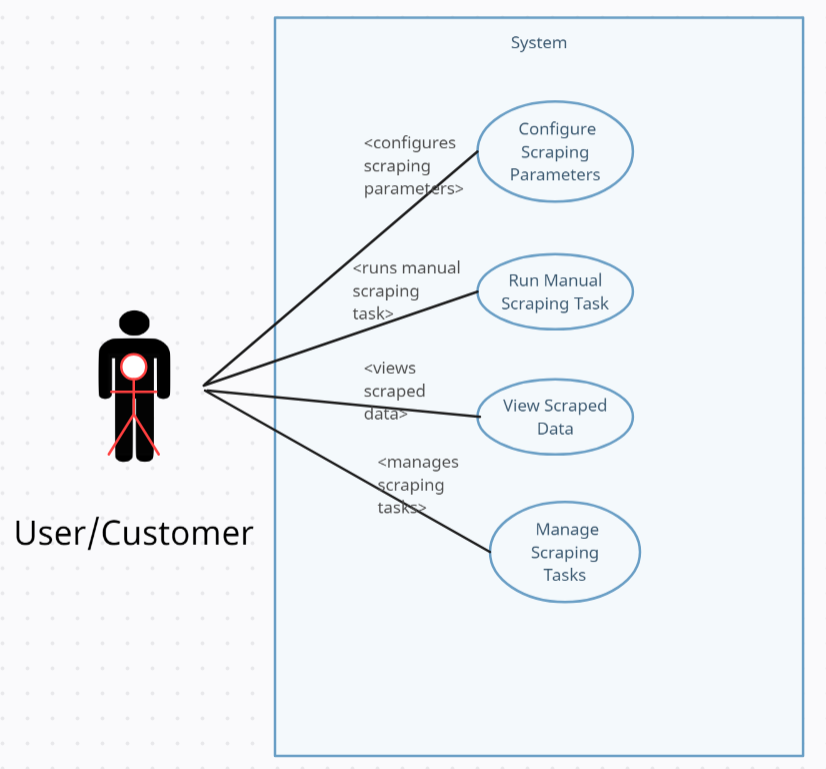 System
<configures
scraping
parameters>
Configure
Scraping
Parameters
<runs manual
scraping
task>
Run Manual
Scraping Task
<views
scraped
data>
View Scraped
Data
<manages
scraping
tasks>
Manage
Scraping
Tasks
User/Customer